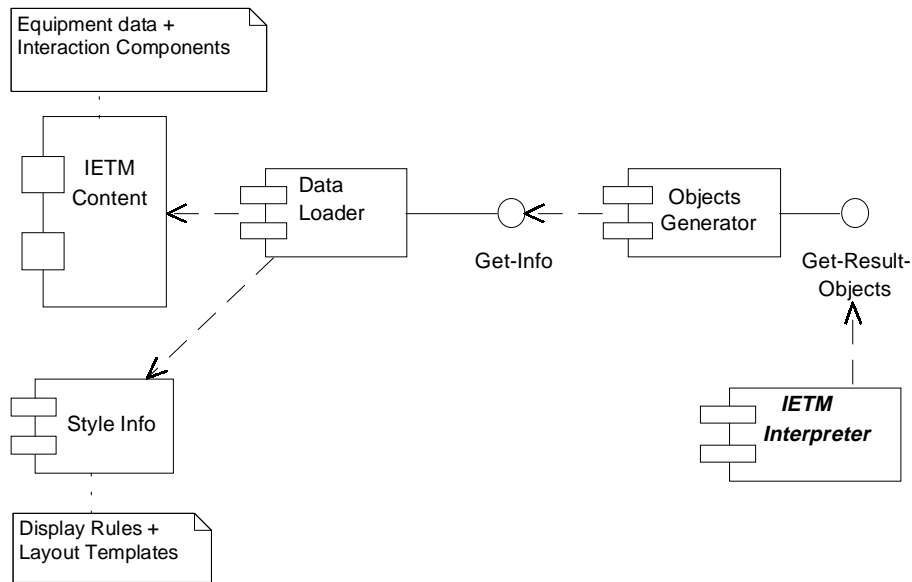 Equipment data +
Interaction Components
IETM
Content
Data
Loader
Get-Info
Objects
Generator
Get-Result-
Objects
Style Info
IETM
Interpreter
Display Rules +
Layout Templates